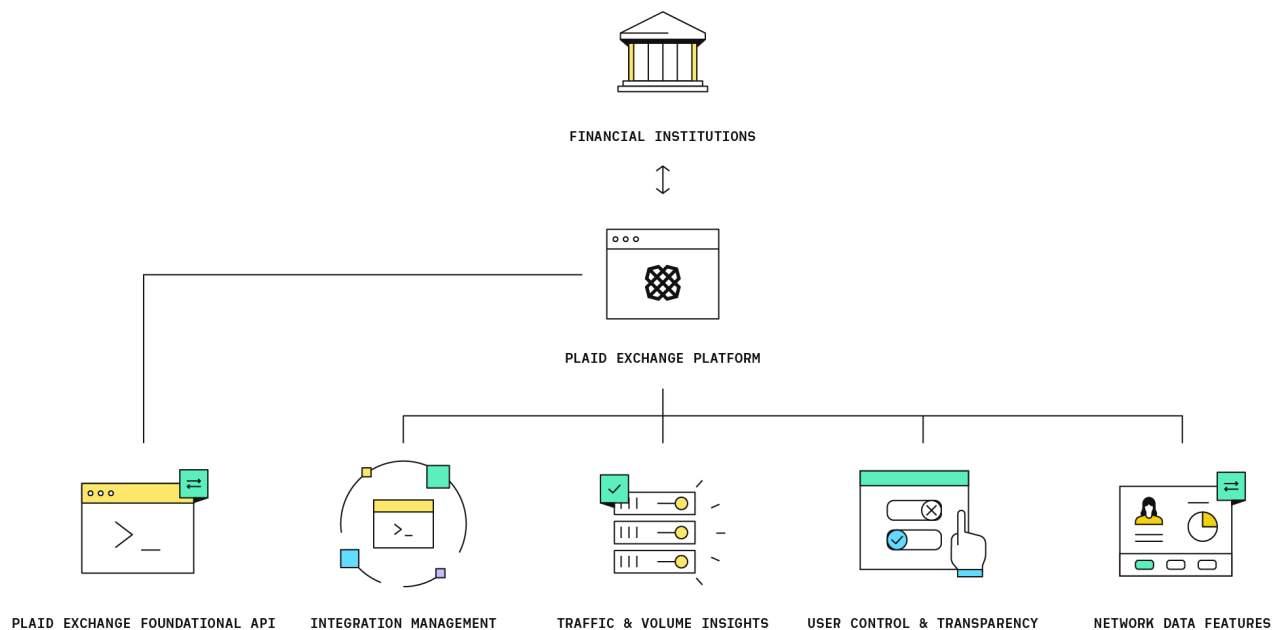 FINANCIAL INSTITUTIONS
PLAID EXCHANGE PLATFORM
PLAID EXCHANGE FOUNDATIONAL API
INTEGRATION MANAGEMENT
TRAFFIC & VOLUME INSIGHTS
USER CONTROL & TRANSPARENCY
NETWORK DATA FEATURES